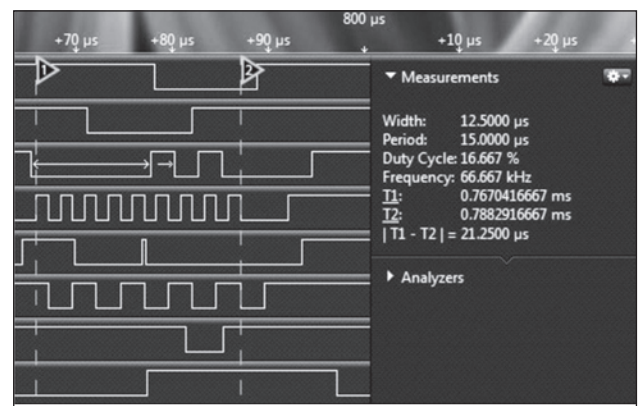 800 µs
+70 µs +80 µs +90 µs +10 µs +20 µs
1 2
▼ Measurements
Width: 12.5000 µs
Period: 15.0000 µs
Duty Cycle: 16.667 %
Frequency: 66.667 kHz
T1: 0.7670416667 ms
T2: 0.7882916667 ms
| T1 - T2 | = 21.2500 µs
Analyzers